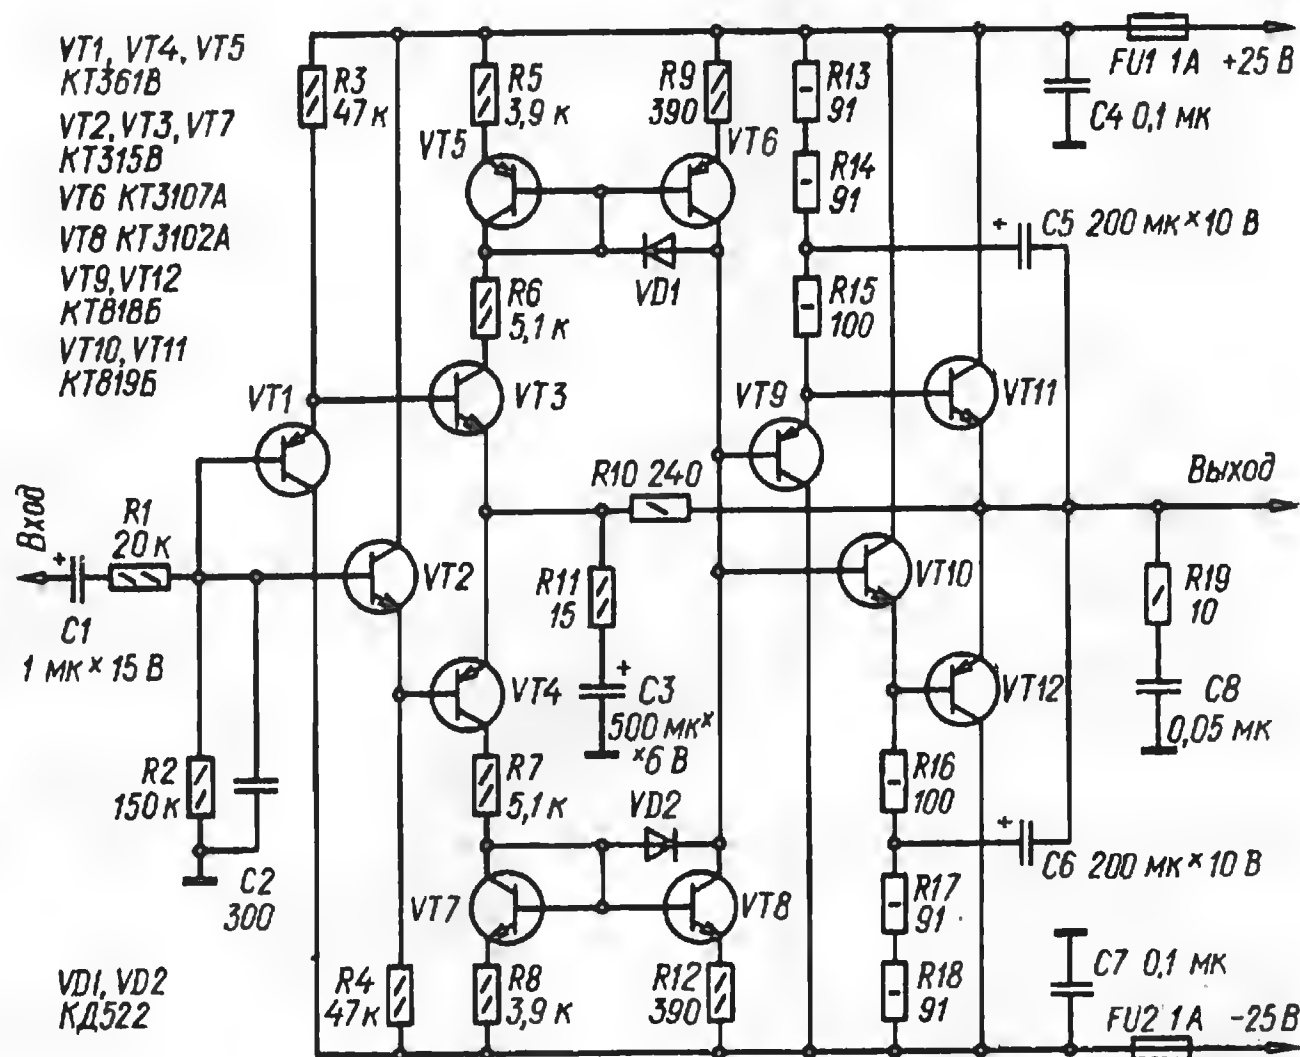 VT1, VT4, VT5
КТ361В
VT2, VT3, VT7
КТ315В
VT6 КТ3107А
VT8 КТ3102А
VT9, VT12
КТ818Б
VT10, VT11
КТ819Б
R3
47 к
R5
3,9 к
R9
390
R13
91
FU1 1А +25 В
C4 0,1 мк
VT5
VT6
R14
91
C5 200 мк × 10 В
+
VD1
R6
5,1 к
R15
100
VT1
VT3
VT9
VT11
Вход
R1
20 к
+
C1
1 мк × 15 В
VT2
R10 240
Выход
R11
15
VT10
R19
10
VT4
+
C3
500 мк ×
× 6 В
VT12
C8
0,05 мк
R2
150 к
C2
300
R7
5,1 к
VD2
R16
100
+
C6 200 мк × 10 В
VT7
VT8
R17
91
VD1, VD2
КД522
R4
47 к
R8
3,9 к
R12
390
R18
91
C7 0,1 мк
FU2 1А -25 В